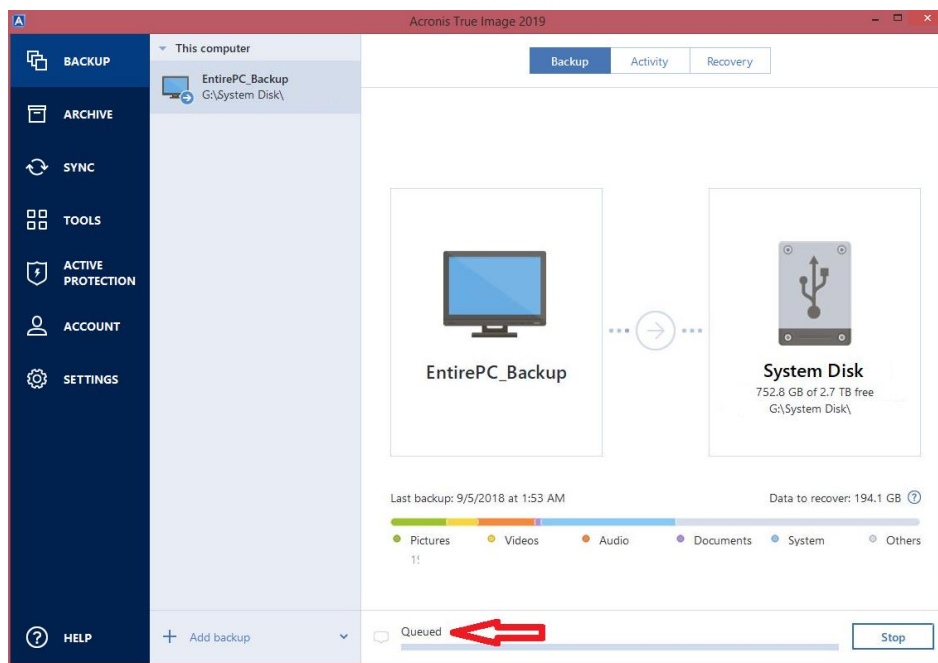 Acronis True Image 2019
BACKUP
ARCHIVE
SYNC
TOOLS
ACTIVE
PROTECTION
ACCOUNT
SETTINGS
HELP
This computer
EntirePC_Backup
G:\System Disk\
Add backup
Backup Activity Recovery
EntirePC_Backup
System Disk
752.8 GB of 2.7 TB free
G:\System Disk\
Last backup: 9/5/2018 at 1:53 AM
Data to recover: 194.1 GB ?
Pictures Videos Audio Documents System Others
Queued
Stop